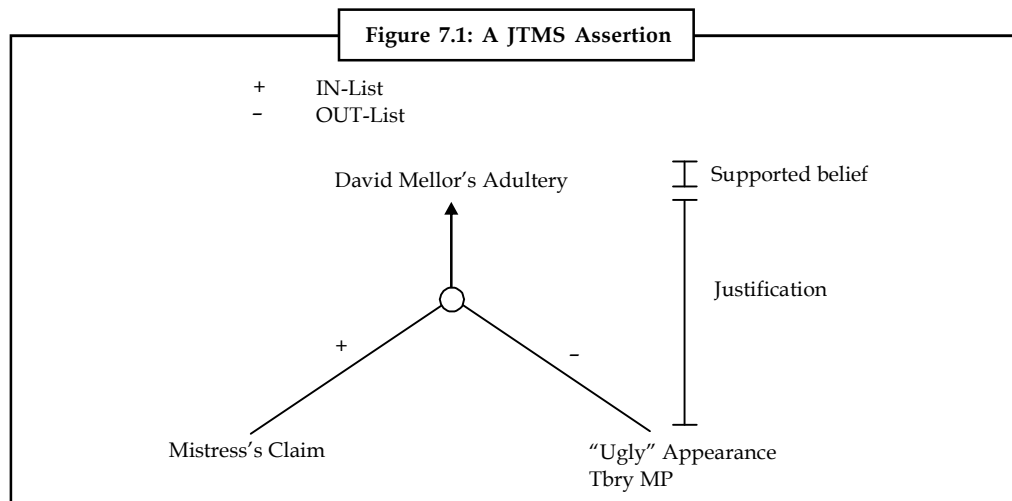 Figure 7.1: A JTMS Assertion
+ IN-List
– OUT-List
David Mellor's Adultery
Supported belief
Justification
+
–
Mistress's Claim
"Ugly" Appearance
Tbry MP